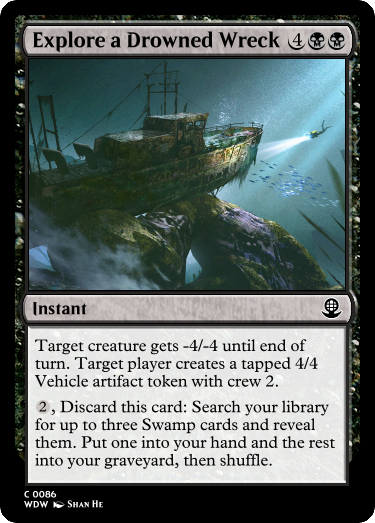 Explore a Drowned Wreck 4
Instant
Target creature gets -4/-4 until end of
turn. Target player creates a tapped 4/4
Vehicle artifact token with crew 2.
2, Discard this card: Search your library
for up to three Swamp cards and reveal
them. Put one into your hand and the rest
into your graveyard, then shuffle.
C 0086
WDW Shan He